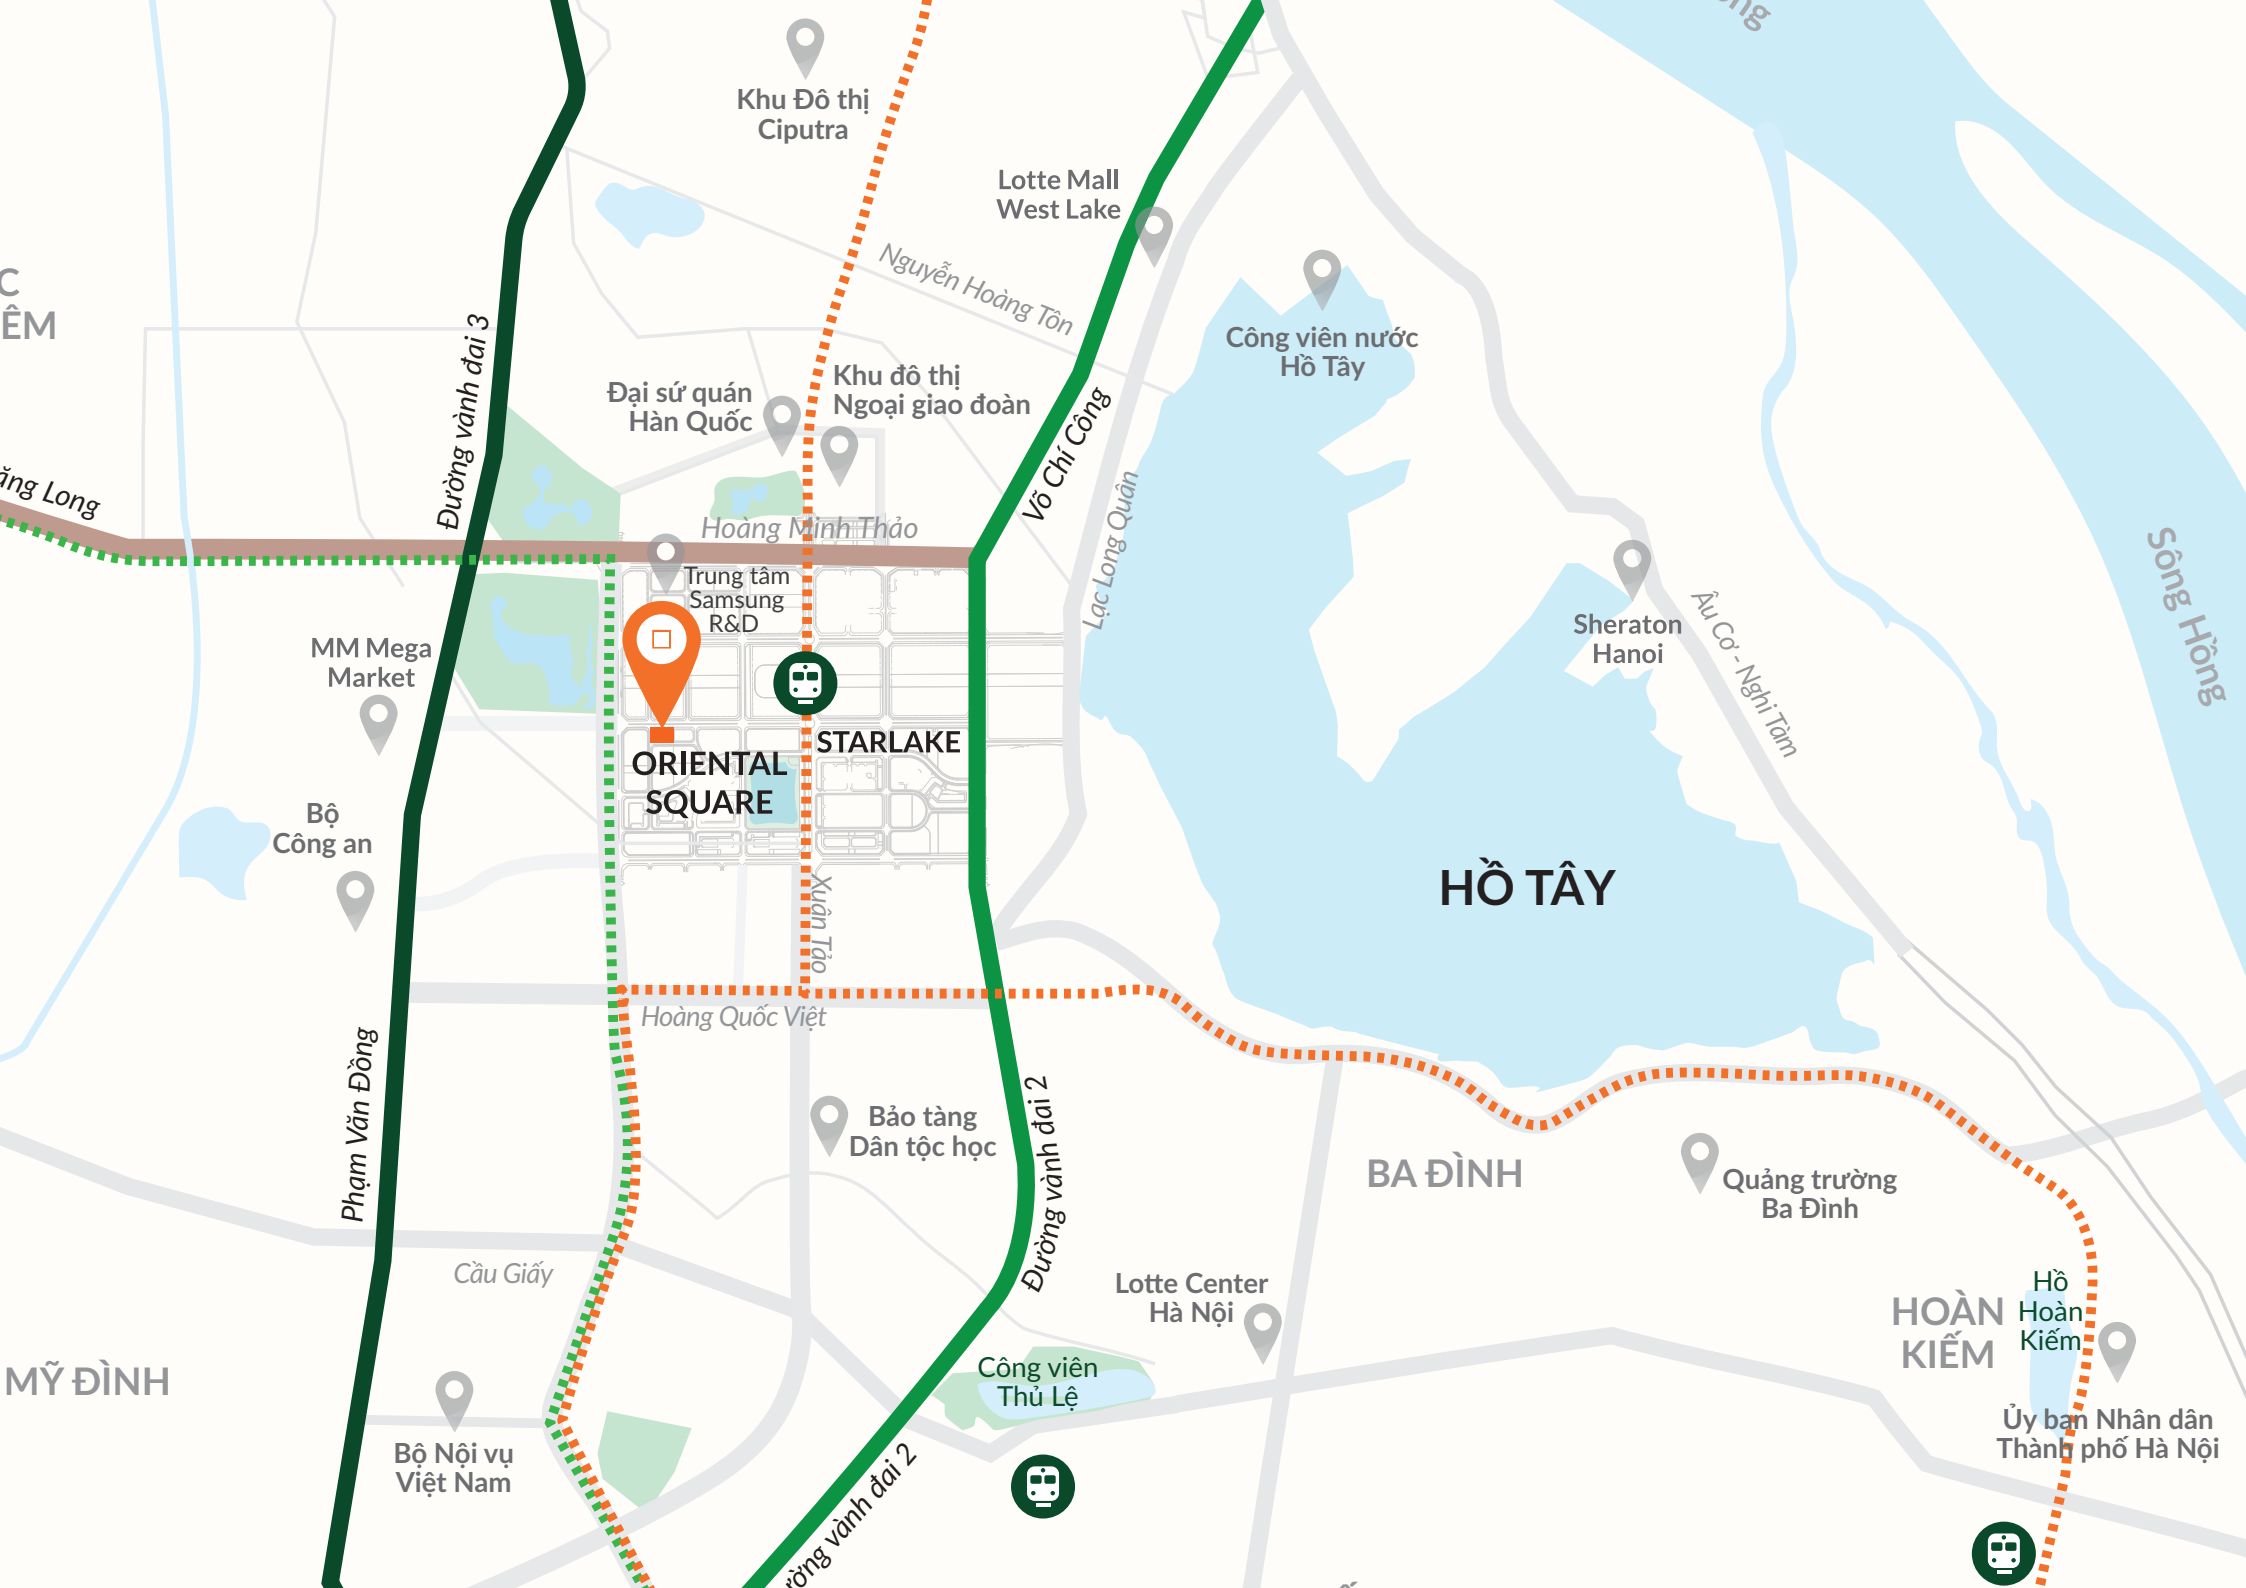 Khu Đô thị
Ciputra
Lotte Mall
West Lake
Nguyễn Hoàng Tôn
Công viên nước
Hồ Tây
Đường vành đai 3
Đại sứ quán
Hàn Quốc
Khu đô thị
Ngoại giao đoàn
Võ Chí Công
Lạc Long Quân
Long
Hoàng Minh Thảo
Trung tâm
Samsung
R&D
MM Mega
Market
Sheraton
Hanoi
Âu Cơ - Nghi Tàm
Sông Hồng
STARLAKE
ORIENTAL
SQUARE
Bộ
Công an
HỒ TÂY
Xuân Tảo
Hoàng Quốc Việt
Phạm Văn Đồng
Bảo tàng
Dân tộc học
Đường vành đai 2
BA ĐÌNH
Quảng trường
Ba Đình
Cầu Giấy
Lotte Center
Hà Nội
HOÀN
KIẾM
Hồ
Hoàn
Kiếm
MỸ ĐÌNH
Công viên
Thủ Lệ
Ủy ban Nhân dân
Thành phố Hà Nội
Bộ Nội vụ
Việt Nam
vành đai 2